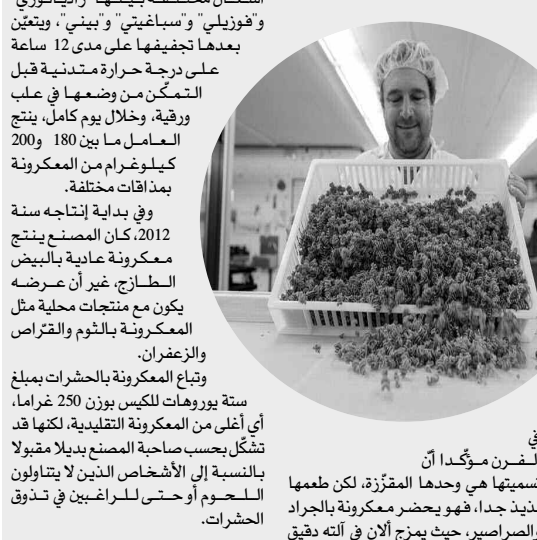 و"فوزيلي" و"سباغيتي" و"بيني"، ويتعيّن
بعدها تجفيفها على مدى 12 ساعة
على درجة حرارة متدنية قبل
التمكّن من وضعها في علب
ورقية، وخلال يوم كامل، ينتج
العامل ما بين 180 و200
كيلوغرام من المعكرونة
بمذاقات مختلفة.
وفي بداية إنتاجه سنة
2012، كان المصنع ينتج
معكرونة عادية بالبيض
الطازج، غير أن عرضه
يكون مع منتجات محلية مثل
المعكرونة بالثوم والقرّاص
والزعفران.
وتباع المعكرونة بالحشرات بمبلغ
ستة يوروهات للكيس بوزن 250 غراما،
أي أغلى من المعكرونة التقليدية، لكنها قد
تشكّل بحسب صاحبة المصنع بديلا مقبولا
بالنسبة إلى الأشخاص الذين لا يتناولون
اللحوم أو حتى للراغبين في تذوق
الحشرات.
في
الفرن مؤكّدا أنّ
تسميتها هي وحدها المقزّزة، لكن طعمها
لذيذ جدا، فهو يحضر معكرونة بالجراد
والصراصير، حيث يمزج ألان في آلته دقيق